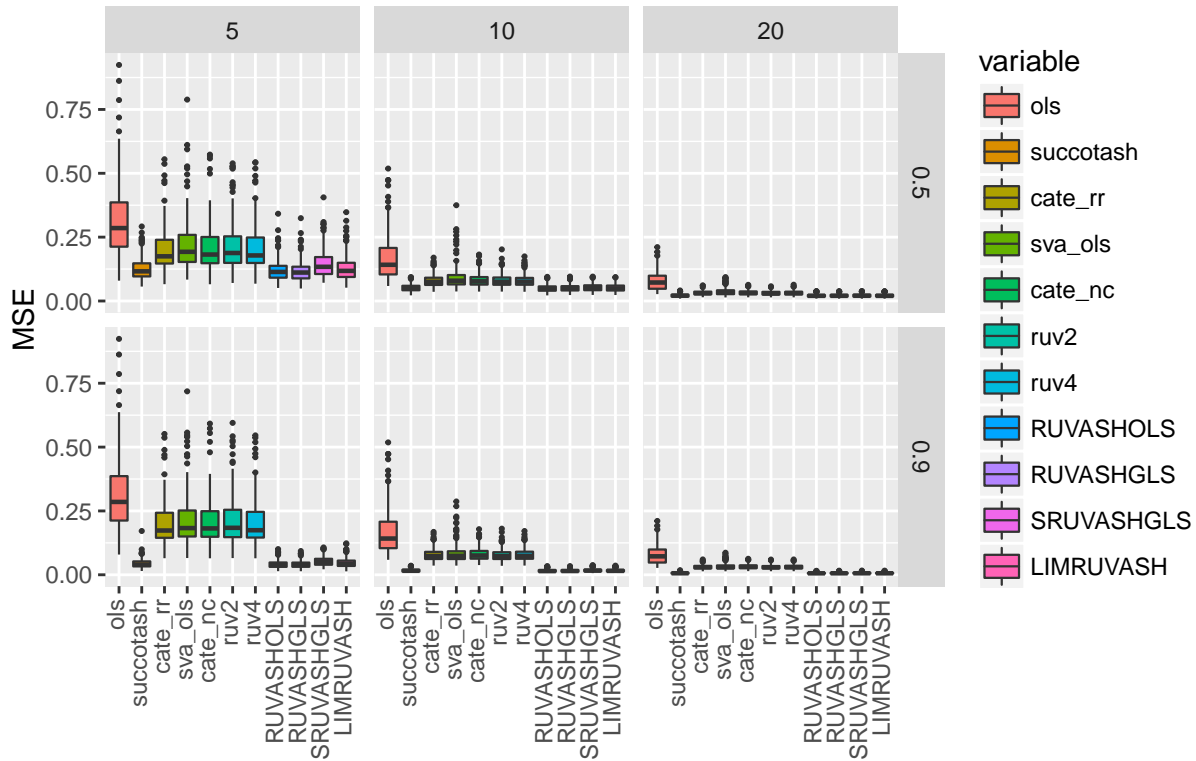 5
10
20
MSE
0.75
0.50
0.25
0.00
0.5
0.75
0.50
0.25
0.00
0.9
ols
succotash
cate_rr
sva_ols
cate_nc
ruv2
ruv4
RUVASHOLS
RUVASHGLS
SRUVASHGLS
LIMRUVASH
ols
succotash
cate_rr
sva_ols
cate_nc
ruv2
ruv4
RUVASHOLS
RUVASHGLS
SRUVASHGLS
LIMRUVASH
ols
succotash
cate_rr
sva_ols
cate_nc
ruv2
ruv4
RUVASHOLS
RUVASHGLS
SRUVASHGLS
LIMRUVASH
variable
ols
succotash
cate_rr
sva_ols
cate_nc
ruv2
ruv4
RUVASHOLS
RUVASHGLS
SRUVASHGLS
LIMRUVASH